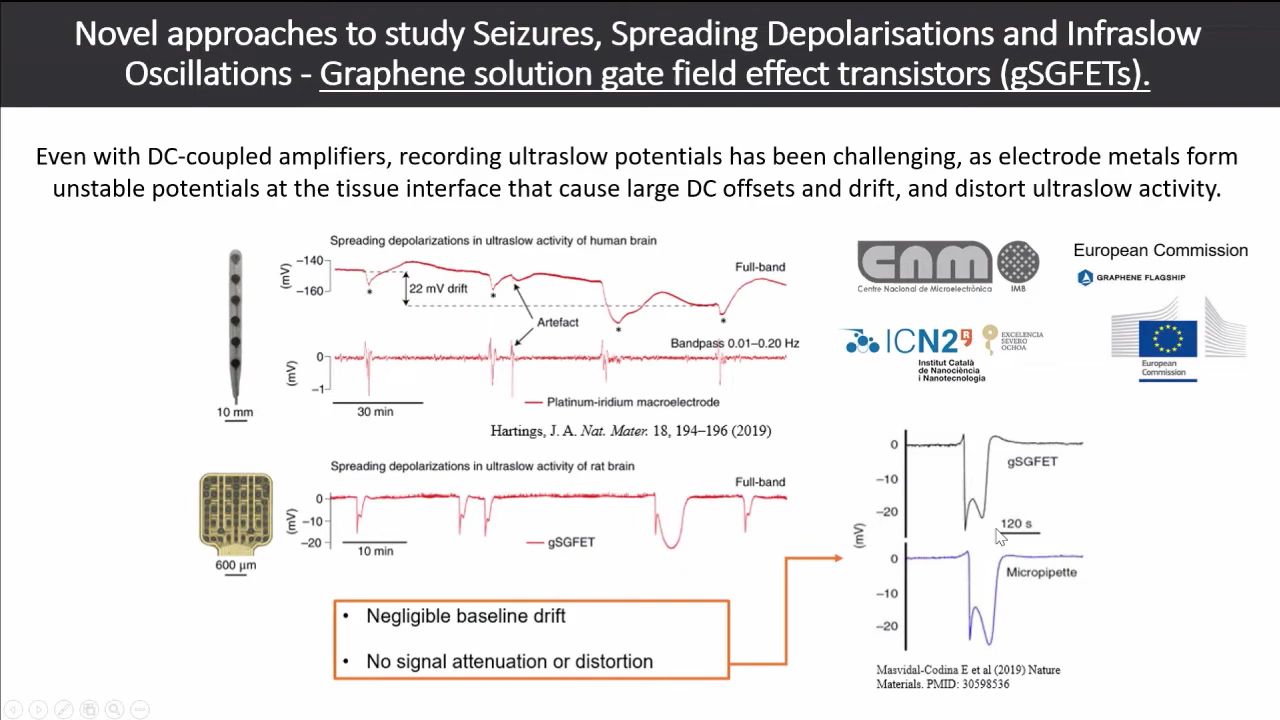 Novel approaches to study Seizures, Spreading Depolarisations and Infraslow
Oscillations - Graphene solution gate field effect transistors (gSGFETs).
Even with DC-coupled amplifiers, recording ultraslow potentials has been challenging, as electrode metals form
unstable potentials at the tissue interface that cause large DC offsets and drift, and distort ultraslow activity.
Spreading depolarizations in ultraslow activity of human brain
−140
−160
(mV)
Full-band
22 mV drift
*
*
*
*
Artefact
Bandpass 0.01–0.20 Hz
0
−1
(mV)
30 min
Platinum-iridium macroelectrode
10 mm
Hartings, J. A. Nat. Mater. 18, 194–196 (2019)
Spreading depolarizations in ultraslow activity of rat brain
Full-band
0
−10
−20
(mV)
10 min
gSGFET
600 µm
• Negligible baseline drift
• No signal attenuation or distortion
cnm
Centre Nacional de Microelectrònica
IMB
European Commission
GRAPHENE FLAGSHIP
ICN2
EXCELENCIA
SEVERO
OCHOA
Institut Català
de Nanociència
i Nanotecnologia
European
Commission
0
−10
−20
gSGFET
120 s
(mV)
0
−10
−20
Micropipette
Masvidal-Codina E et al (2019) Nature
Materials. PMID: 30598536